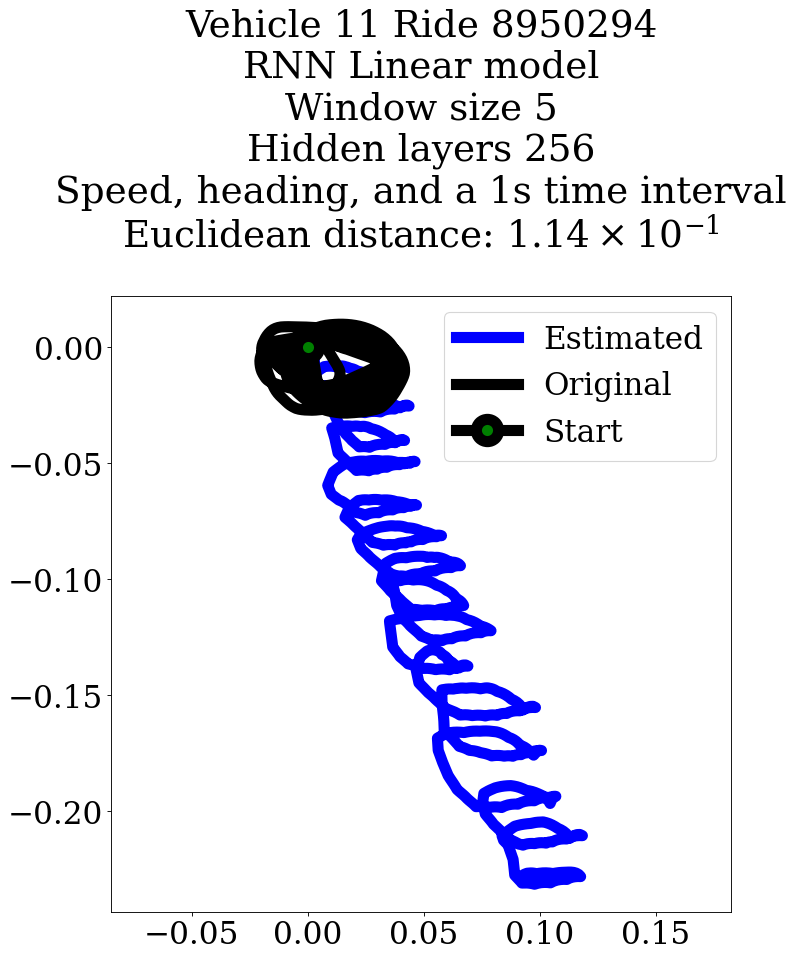 Vehicle 11 Ride 8950294
RNN Linear model
Window size 5
Hidden layers 256
Speed, heading, and a 1s time interval
Euclidean distance: 1.14 × 10⁻¹
Estimated
Original
Start
0.00
−0.05
−0.10
−0.15
−0.20
−0.05 0.00 0.05 0.10 0.15